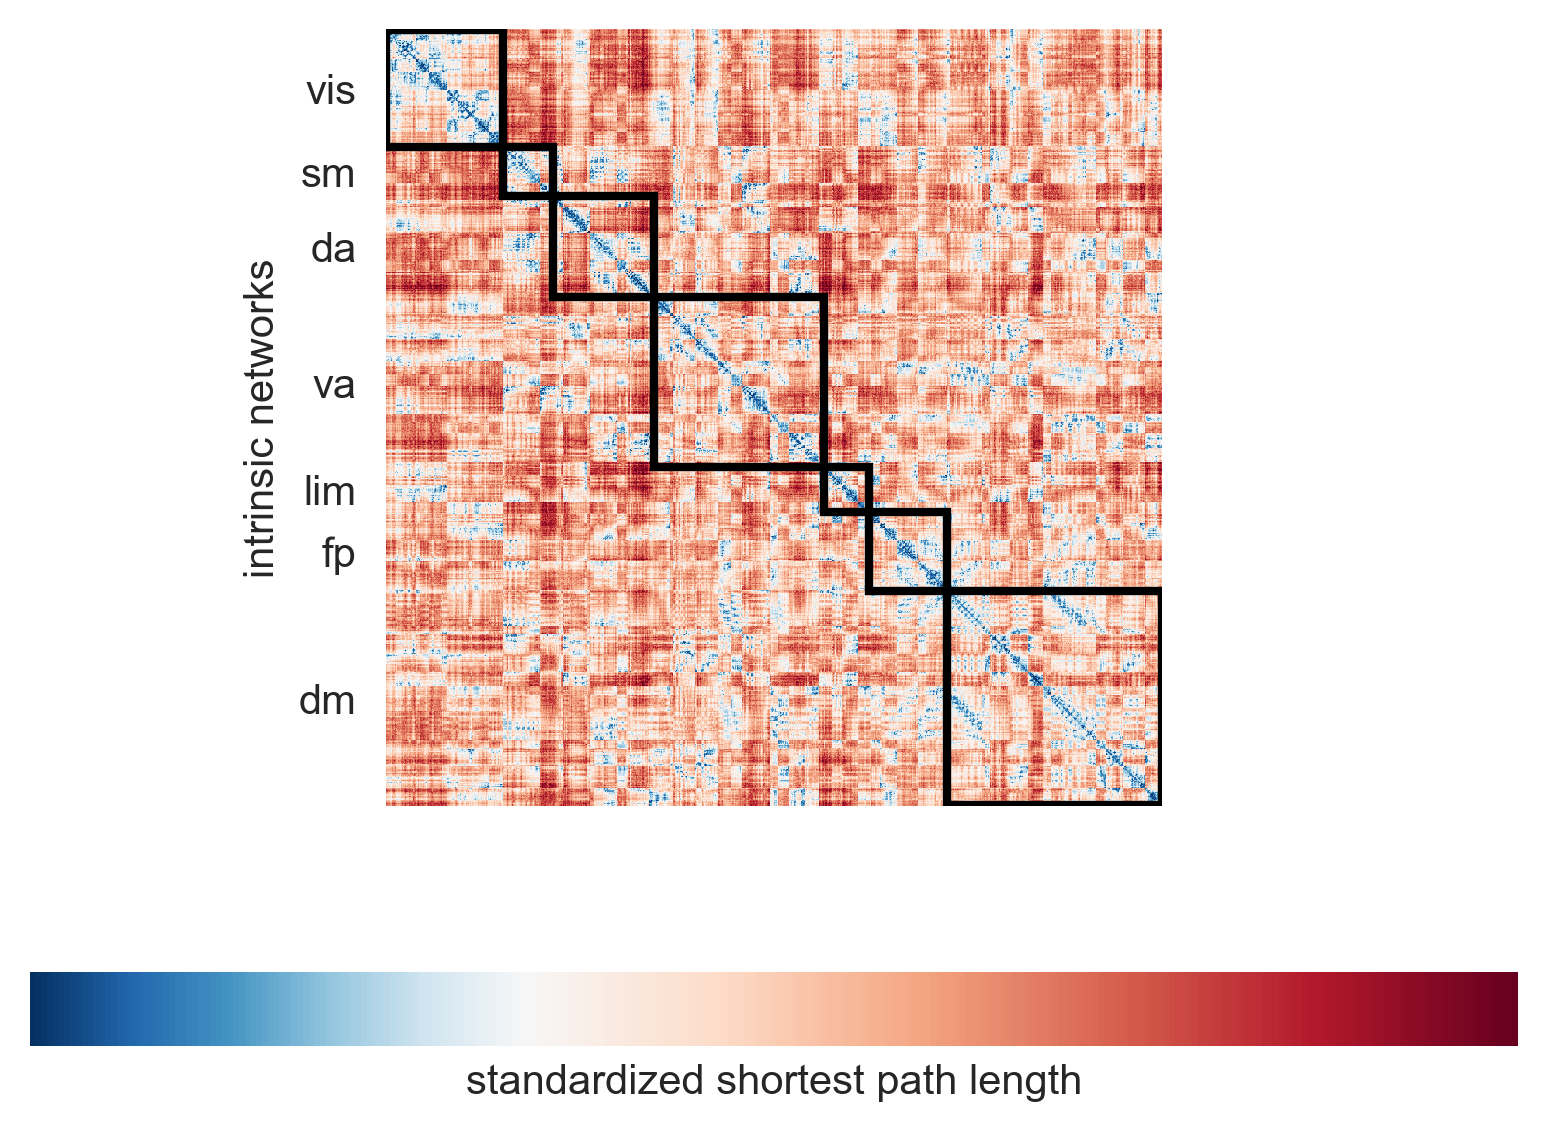 intrinsic networks
vis
sm
da
va
lim
fp
dm
standardized shortest path length